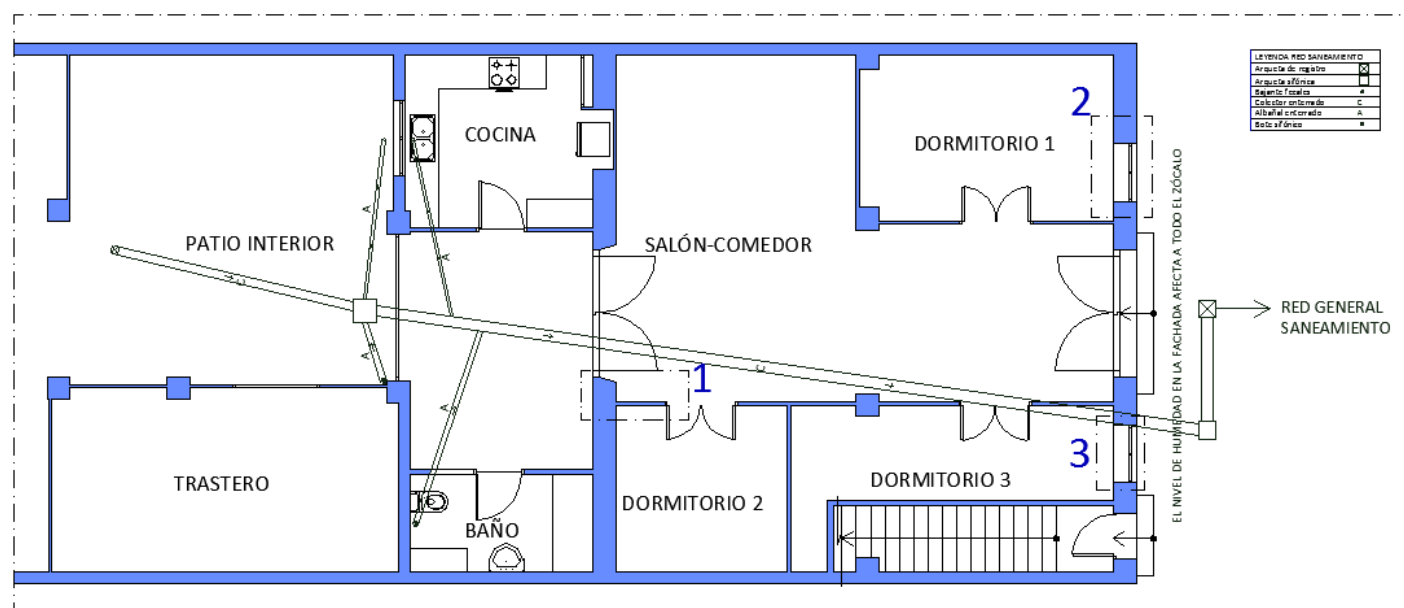 LEYENDA RED SANEAMIENTO
Arqueta de registro
Arqueta sifónica
Bajante fecales
Colector enterrado C
Albañal enterrado A
Bote sifónico
2
COCINA
DORMITORIO 1
A
PATIO INTERIOR
SALÓN-COMEDOR
A
C
EL NIVEL DE HUMEDAD EN LA FACHADA AFECTA A TODO EL ZÓCALO
RED GENERAL
SANEAMIENTO
A
1
C
A
3
TRASTERO
DORMITORIO 3
DORMITORIO 2
BAÑO